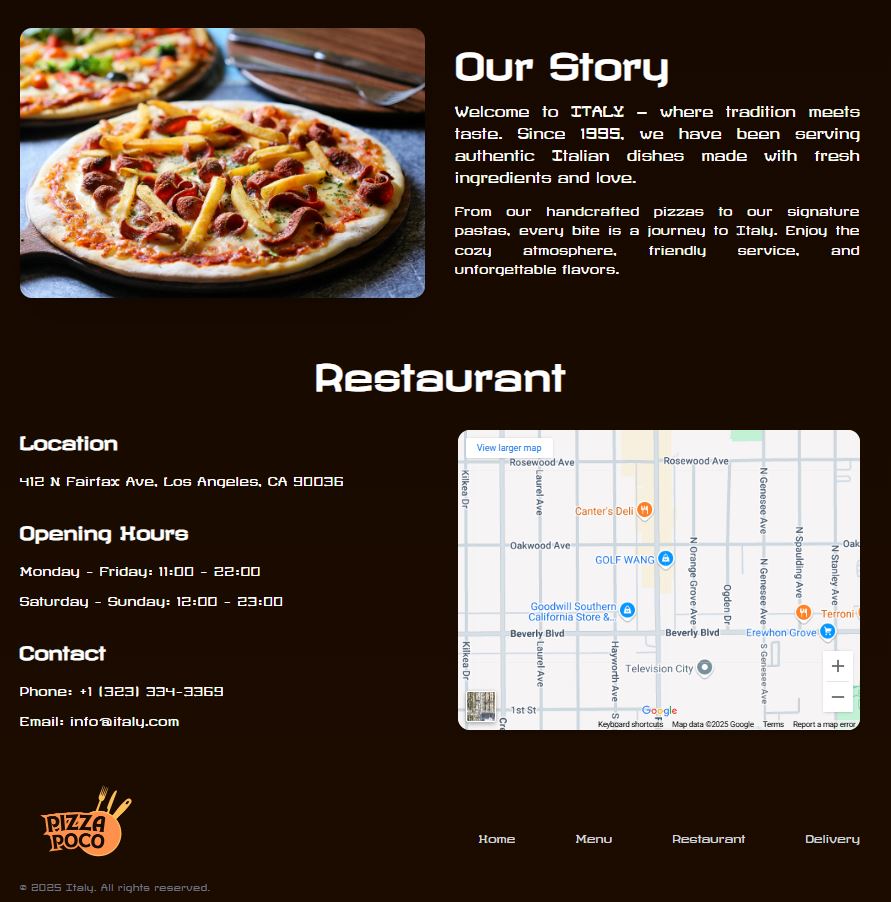 Our Story
Welcome to ITALY – where tradition meets
taste. Since 1995, we have been serving
authentic Italian dishes made with fresh
ingredients and love.
From our handcrafted pizzas to our signature
pastas, every bite is a journey to Italy. Enjoy the
cozy atmosphere, friendly service, and
unforgettable flavors.
Restaurant
Location
412 N Fairfax Ave, Los Angeles, CA 90036
Opening Hours
Monday - Friday: 11:00 - 22:00
Saturday - Sunday: 12:00 - 23:00
Contact
Phone: +1 (323) 334-3369
Email: info@italy.com
View larger map
Rosewood Ave
Rosewood Ave
Kilkea Dr
Laurel Ave
N Genesee Ave
Canter's Deli
Oakwood Ave
Oak
GOLF WANG
N Orange Grove Ave
N Spaulding Ave
N Stanley Ave
N Genesee Ave
Ogden Dr
Goodwill Southern
California Store &..
Terroni
Beverly Blvd
Beverly Blvd
Erewhon Grove
Kilkea Dr
Laurel Ave
Hayworth Ave
S Genesee Ave
Television City
1st St
Google
Keyboard shortcuts
Map data ©2025 Google
Terms
Report a map error
PIZZA
POCO
Home
Menu
Restaurant
Delivery
© 2025 Italy. All rights reserved.